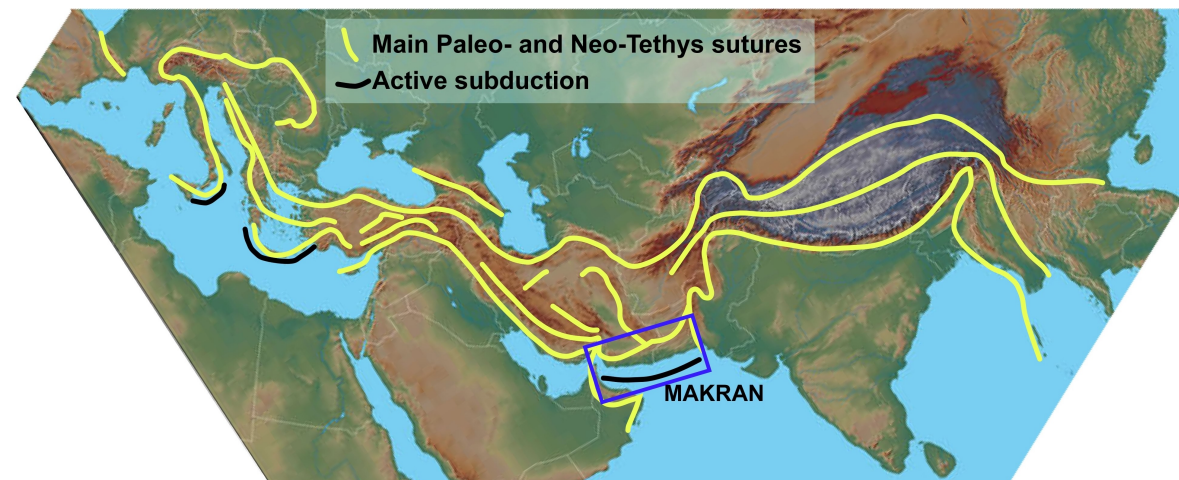 Main Paleo- and Neo-Tethys sutures
Active subduction
MAKRAN